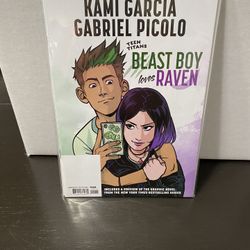 KAMI GARCIA
GABRIEL PICOLO
TEEN
TITANS
BEAST BOY
loves RAVEN
INCLUDES A PREVIEW OF THE GRAPHIC NOVEL
FROM THE NEW YORK TIMES BESTSELLING SERIES